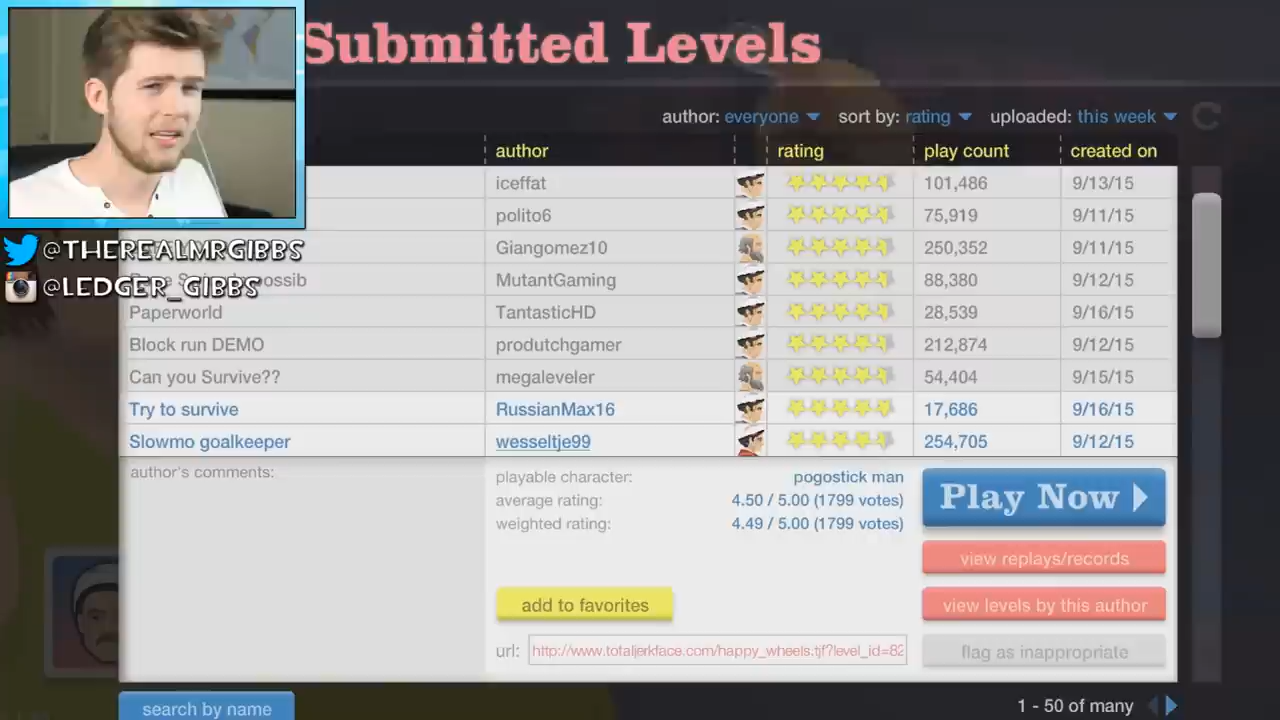 Submitted Levels
author: everyone sort by: rating uploaded: this week
author rating play count created on
iceffat 101,486 9/13/15
polito6 75,919 9/11/15
@THEREALMRGIBBS Giangomez10 250,352 9/11/15
@LEDGER_GIBBS MutantGaming 88,380 9/12/15
Paperworld TantasticHD 28,539 9/16/15
Block run DEMO produtchgamer 212,874 9/12/15
Can you Survive?? megaleveler 54,404 9/15/15
Try to survive RussianMax16 17,686 9/16/15
Slowmo goalkeeper wesseltje99 254,705 9/12/15
author's comments:
playable character: pogostick man
average rating: 4.50 / 5.00 (1799 votes)
weighted rating: 4.49 / 5.00 (1799 votes)
Play Now
view replays/records
add to favorites
view levels by this author
url: http://www.totaljerkface.com/happy_wheels.tjf?level_id=82
flag as inappropriate
search by name
1 - 50 of many